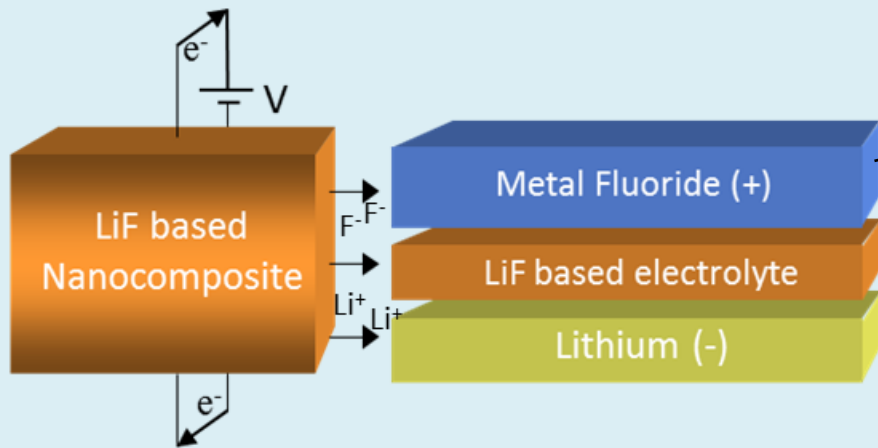 e⁻
V
LiF based
Nanocomposite
F⁻F⁻
Li⁺Li⁺
e⁻
Metal Fluoride (+)
LiF based electrolyte
Lithium (-)